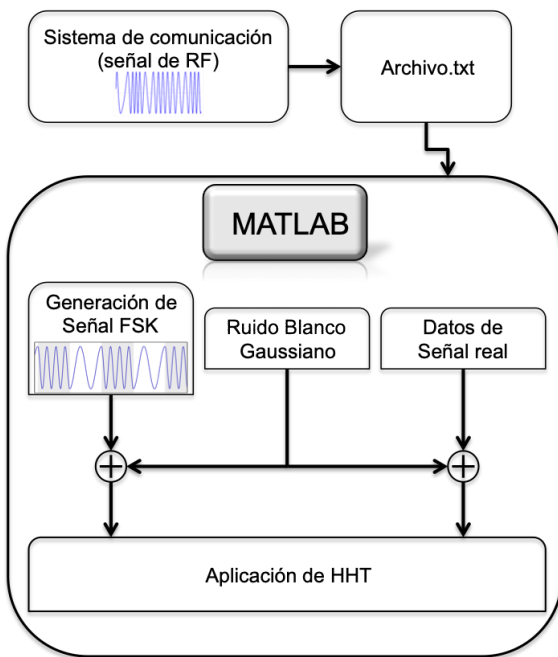 Sistema de comunicación
(señal de RF)
Archivo.txt
MATLAB
Generación de
Señal FSK
Ruido Blanco
Gaussiano
Datos de
Señal real
Aplicación de HHT